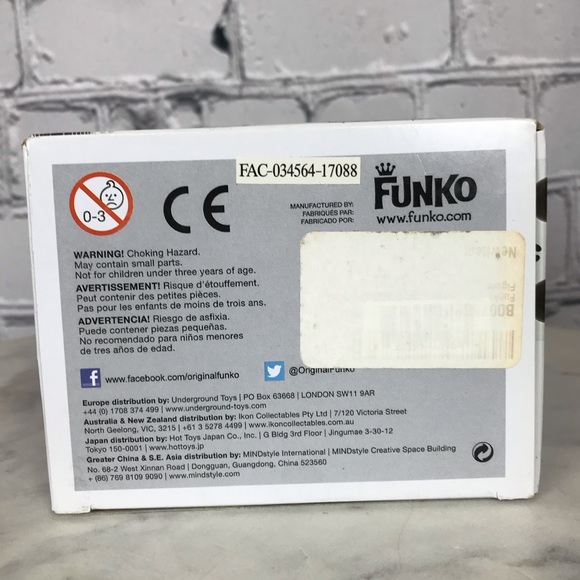 FAC-034564-17088
0-3
CE
MANUFACTURED BY:
FABRIQUÉS PAR:
FABRICADO POR:
FUNKO
www.funko.com
WARNING! Choking Hazard.
May contain small parts.
Not for children under three years of age.
AVERTISSEMENT! Risque d'étouffement.
Peut contenir des petites pièces.
Pas pour les enfants de moins de trois ans.
ADVERTENCIA! Riesgo de asfixia.
Puede contener piezas pequeñas.
No recomendado para niños menores
de tres años de edad.
www.facebook.com/originalfunko
@OriginalFunko
Europe distribution by: Underground Toys | PO Box 63668 | LONDON SW11 9AR
+44 (0) 1708 374 499 | www.underground-toys.com
Australia & New Zealand distribution by: Ikon Collectables Pty Ltd | 7/120 Victoria Street
North Geelong, VIC, 3215 | +61 3 5278 4499 | www.ikoncollectables.com.au
Japan distribution by: Hot Toys Japan Co., Inc. | G Bldg 3rd Floor | Jingumae 3-30-12
Tokyo 150-0001 | www.hottoys.jp
Greater China & S.E. Asia distribution by: MINDstyle International | MINDstyle Creative Space Building
No. 68-2 West Xinnan Road | Dongguan, Guangdong, China 523560
+ (86) 769 8109 9090 | www.mindstyle.com